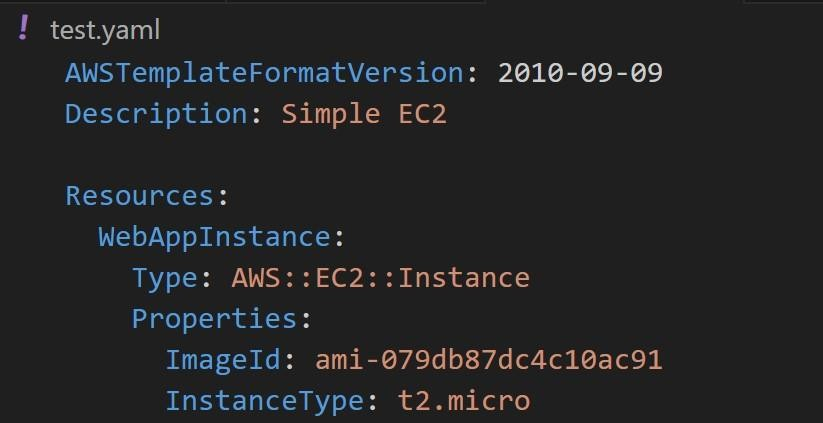 ! test.yaml
AWSTemplateFormatVersion: 2010-09-09
Description: Simple EC2
Resources:
WebAppInstance:
Type: AWS::EC2::Instance
Properties:
ImageId: ami-079db87dc4c10ac91
InstanceType: t2.micro